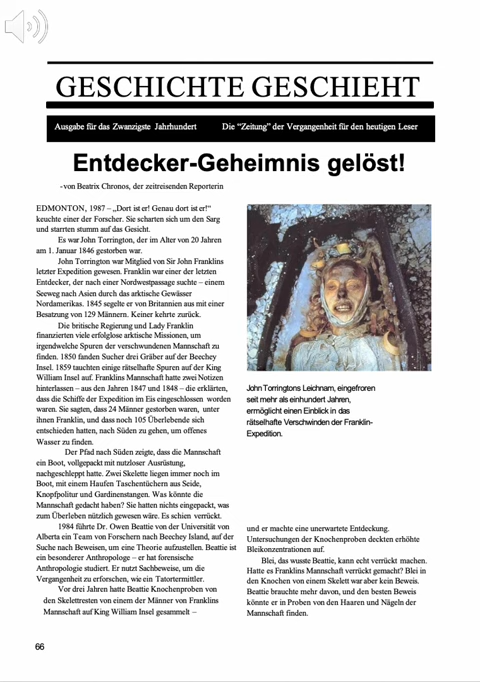 GESCHICHTE GESCHIEHT
Ausgabe für das Zwanzigste Jahrhundert Die “Zeitung” der Vergangenheit für den heutigen Leser
Entdecker-Geheimnis gelöst!
- von Beatrix Chronos, der zeitreisenden Reporterin
EDMONTON, 1987 – „Dort ist er! Genau dort ist er!“
keuchte einer der Forscher. Sie scharten sich um den Sarg
und starrten stumm auf das Gesicht.
Es war John Torrington, der im Alter von 20 Jahren
am 1. Januar 1846 gestorben war.
John Torrington war Mitglied von Sir John Franklins
letzter Expedition gewesen. Franklin war einer der letzten
Entdecker, der nach einer Nordwestpassage suchte – einem
Seeweg nach Asien durch das arktische Gewässer
Nordamerikas. 1845 segelte er von Britannien aus mit einer
Besatzung von 129 Männern. Keiner kehrte zurück.
Die britische Regierung und Lady Franklin
finanzierten viele erfolglose arktische Missionen, um
irgendwelche Spuren der verschwundenen Mannschaft zu
finden. 1850 fanden Sucher drei Gräber auf der Beechey
Insel. 1859 tauchten einige rätselhafte Spuren auf der King
William Insel auf. Franklins Mannschaft hatte zwei Notizen
hinterlassen – aus den Jahren 1847 und 1848 – die erklärten,
dass die Schiffe der Expedition im Eis eingeschlossen worden
waren. Sie sagten, dass 24 Männer gestorben waren, unter
ihnen Franklin, und dass noch 105 Überlebende sich
entschieden hatten, nach Süden zu gehen, um offenes
Wasser zu finden.
Der Pfad nach Süden zeigte, dass die Mannschaft
ein Boot, vollgepackt mit nutzloser Ausrüstung,
nachgeschleppt hatte. Zwei Skelette liegen immer noch im
Boot, mit einem Haufen Taschentüchern aus Seide,
Knopfpolitur und Gardinenstangen. Was könnte die
Mannschaft gedacht haben? Sie hatten nichts eingepackt, was
zum Überleben nützlich gewesen wäre. Es schien verrückt.
1984 führte Dr. Owen Beattie von der Universität von
Alberta ein Team von Forschern nach Beechey Island, auf der
Suche nach Beweisen, um eine Theorie aufzustellen. Beattie ist
ein besonderer Anthropologe – er hat forensische
Anthropologie studiert. Er nutzt Sachbeweise, um die
Vergangenheit zu erforschen, wie ein Tatortermittler.
Vor drei Jahren hatte Beattie Knochenproben von
den Skelettresten von einem der Männer von Franklins
Mannschaft auf King William Insel gesammelt –
John Torringtons Leichnam, eingefroren
seit mehr als einhundert Jahren,
ermöglicht einen Einblick in das
rätselhafte Verschwinden der Franklin-
Expedition.
und er machte eine unerwartete Entdeckung.
Untersuchungen der Knochenproben deckten erhöhte
Bleikonzentrationen auf.
Blei, das wusste Beattie, kann echt verrückt machen.
Hatte es Franklins Mannschaft verrückt gemacht? Blei in
den Knochen von einem Skelett war aber kein Beweis.
Beattie brauchte mehr davon, und den besten Beweis
könnte er in Proben von den Haaren und Nägeln der
Mannschaft finden.
66